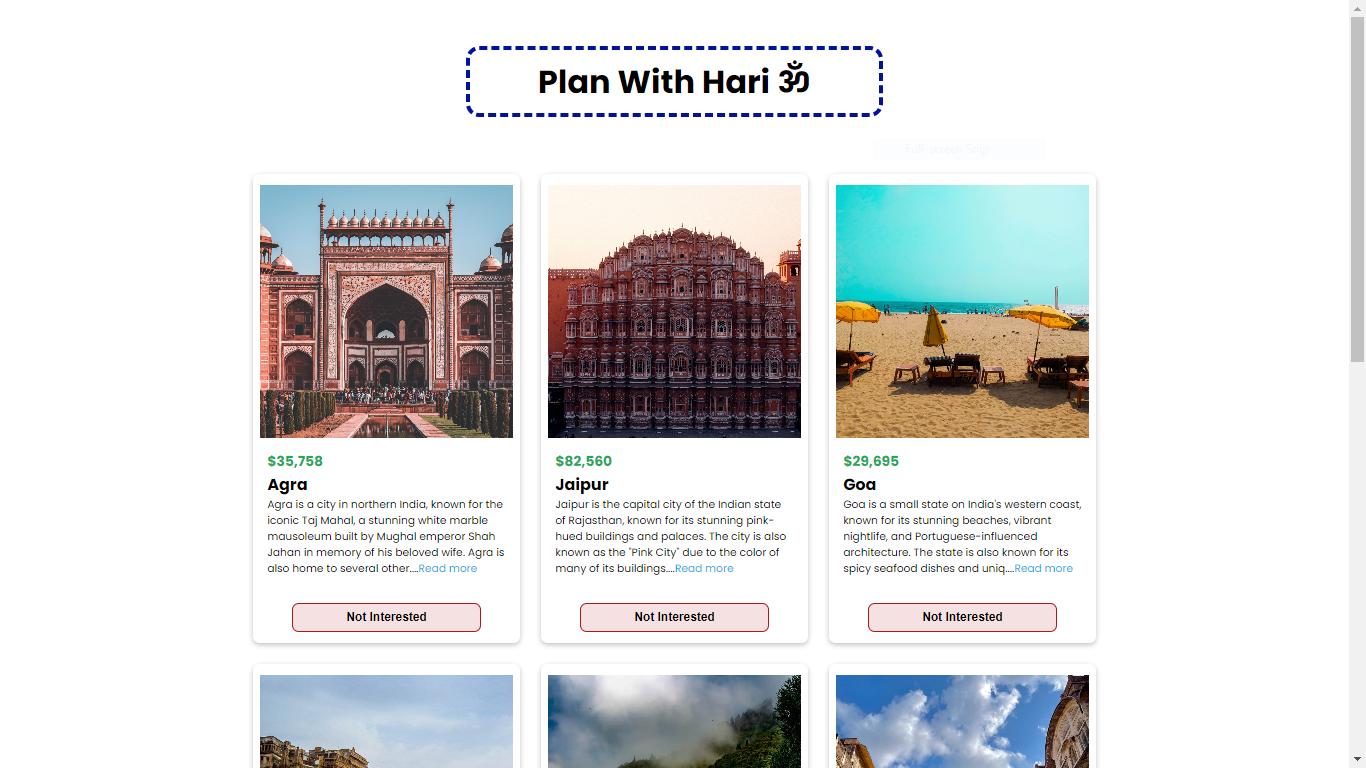 Plan With Hari ॐ
Full-screen Snip
$35,758
Agra
Agra is a city in northern India, known for the
iconic Taj Mahal, a stunning white marble
mausoleum built by Mughal emperor Shah
Jahan in memory of his beloved wife. Agra is
also home to several other....Read more
Not Interested
$82,560
Jaipur
Jaipur is the capital city of the Indian state
of Rajasthan, known for its stunning pink-
hued buildings and palaces. The city is also
known as the "Pink City" due to the color of
many of its buildings....Read more
Not Interested
$29,695
Goa
Goa is a small state on India's western coast,
known for its stunning beaches, vibrant
nightlife, and Portuguese-influenced
architecture. The state is also known for its
spicy seafood dishes and uniq....Read more
Not Interested